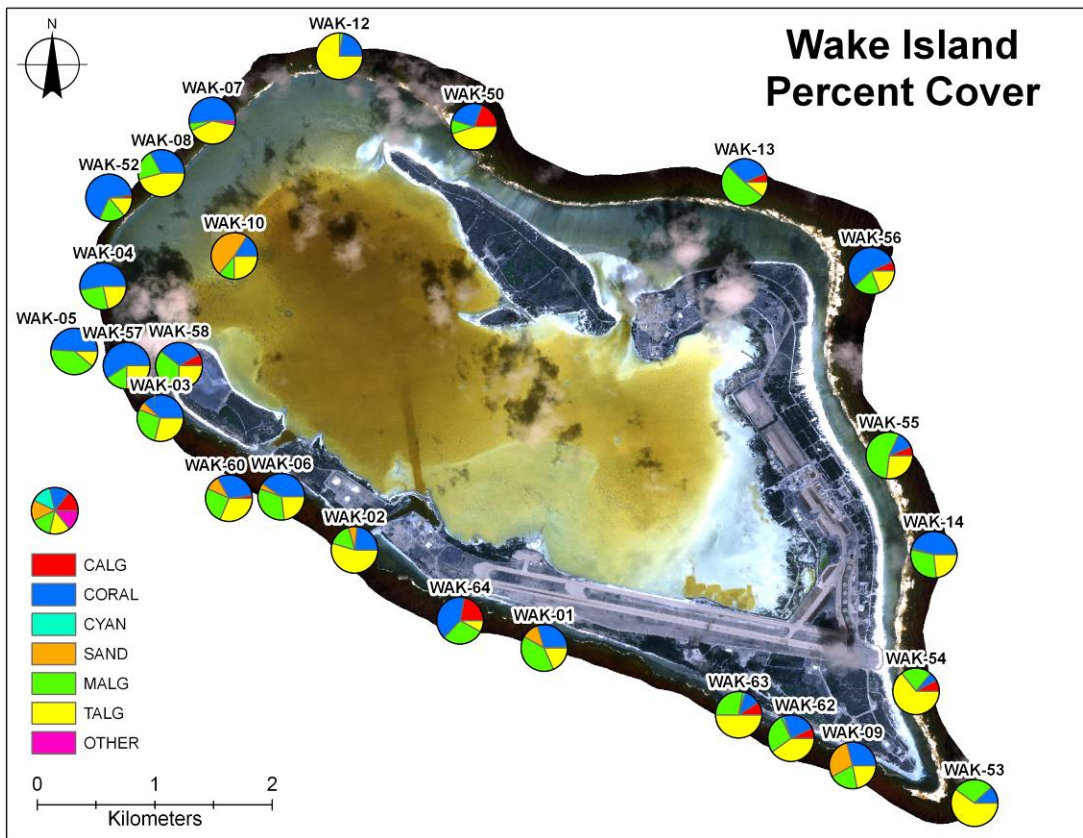 Wake Island
Percent Cover
N
WAK-12
WAK-07
WAK-50
WAK-08
WAK-13
WAK-52
WAK-10
WAK-56
WAK-04
WAK-05
WAK-57
WAK-58
WAK-03
WAK-55
WAK-60
WAK-06
WAK-02
WAK-14
WAK-64
WAK-01
WAK-54
WAK-63
WAK-62
WAK-09
WAK-53
CALG
CORAL
CYAN
SAND
MALG
TALG
OTHER
0 1 2
Kilometers